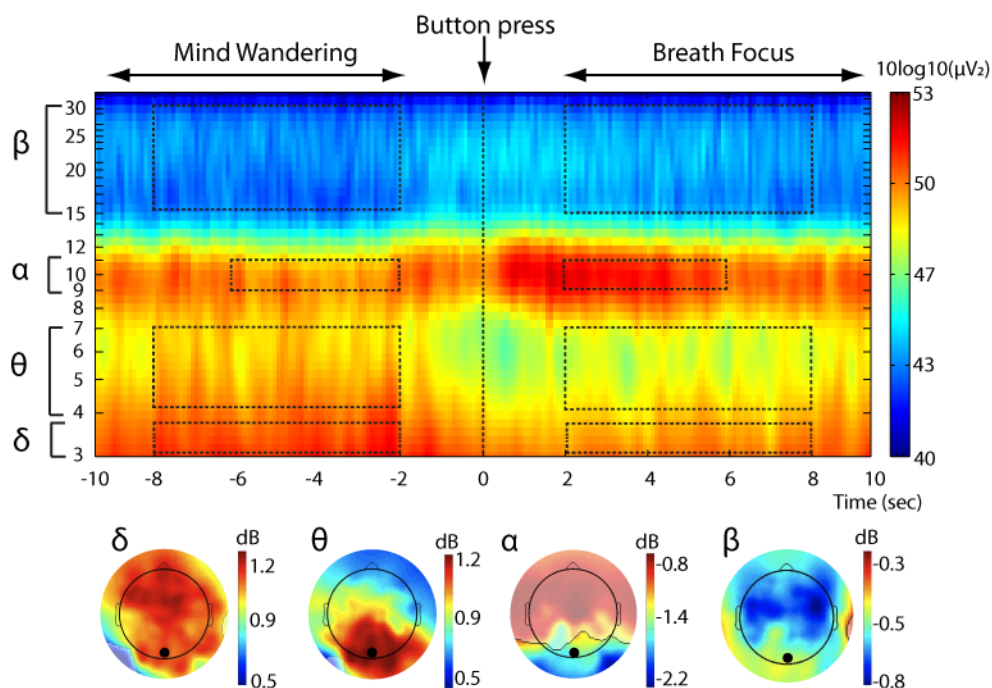 Button press
Mind Wandering
Breath Focus
10log10(μV₂)
β
30
25
20
15
α
12
10
9
8
θ
7
6
5
4
δ
3
53
50
47
43
40
-10 -8 -6 -4 -2 0 2 4 6 8 10
Time (sec)
δ dB 1.2 0.9 0.5
θ dB 1.2 0.9 0.5
α dB -0.8 -1.4 -2.2
β dB -0.3 -0.5 -0.8